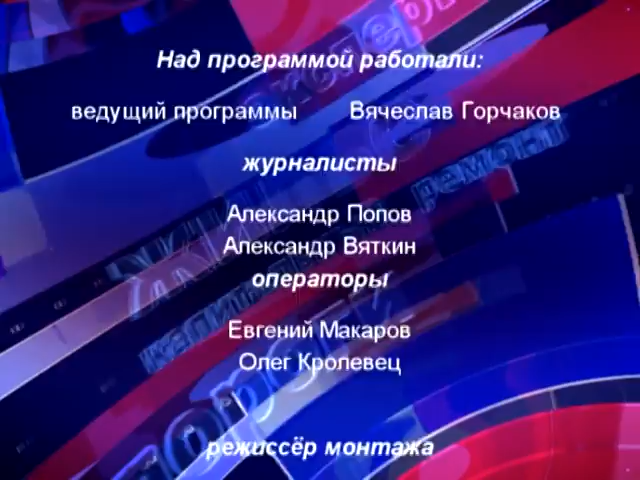 Над программой работали:
ведущий программы Вячеслав Горчаков
журналисты
Александр Попов
Александр Вяткин
ремонт
операторы
Евгений Макаров
Олег Кролевец
режиссёр монтажа